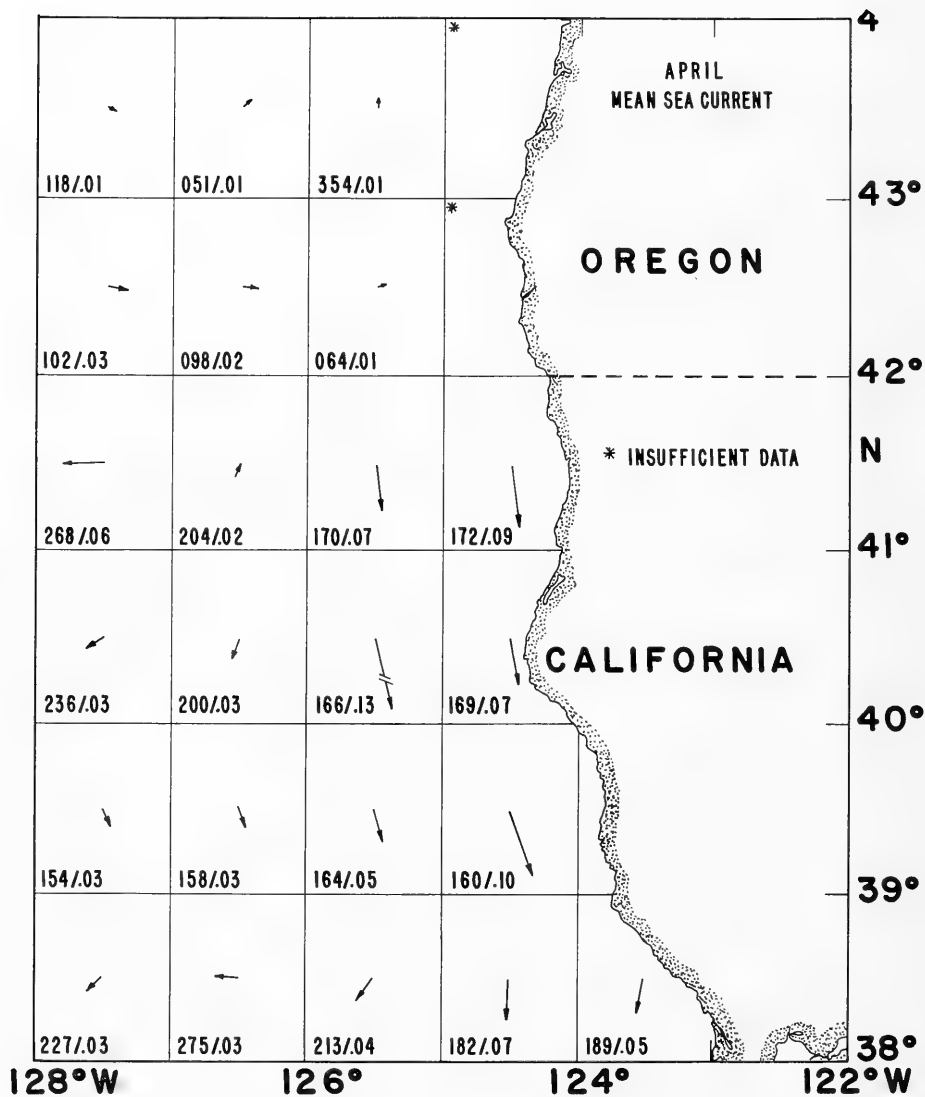 *
4
APRIL
MEAN SEA CURRENT
118/.01 051/.01 354/.01
43°
*
OREGON
102/.03 098/.02 064/.01
42°
N
* INSUFFICIENT DATA
268/.06 204/.02 170/.07 172/.09
41°
CALIFORNIA
236/.03 200/.03 166/.13 169/.07
40°
154/.03 158/.03 164/.05 160/.10
39°
227/.03 275/.03 213/.04 182/.07 189/.05
38°
128°W 126° 124° 122°W